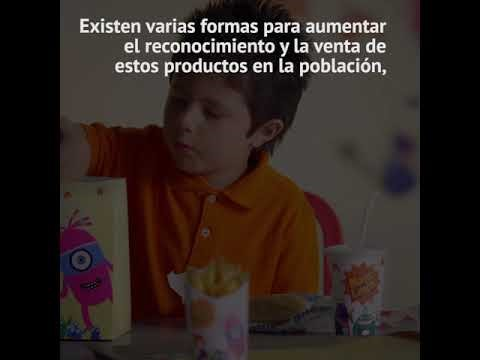 Existen varias formas para aumentar
el reconocimiento y la venta de
estos productos en la población,